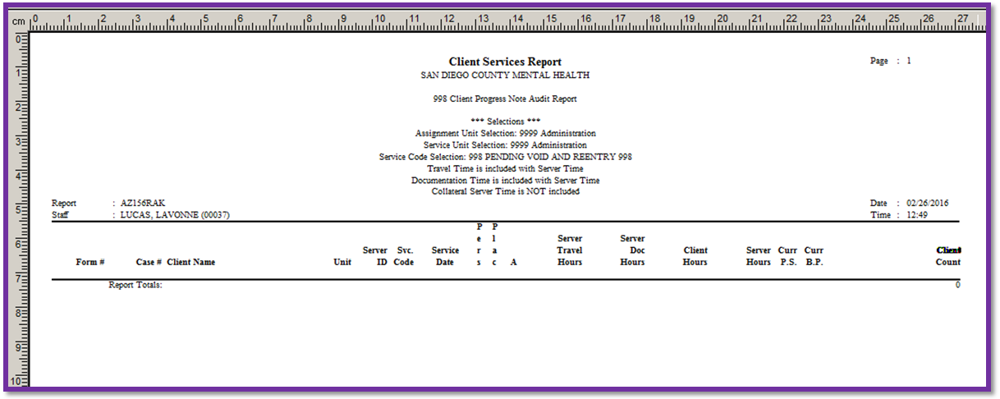 cm 0 1 2 3 4 5 6 7 8 9 10 11 12 13 14 15 16 17 18 19 20 21 22 23 24 25 26 27
0
1
2
3
4
5
6
7
8
9
10
Client Services Report
Page : 1
SAN DIEGO COUNTY MENTAL HEALTH
998 Client Progress Note Audit Report
*** Selections ***
Assignment Unit Selection: 9999 Administration
Service Unit Selection: 9999 Administration
Service Code Selection: 998 PENDING VOID AND REENTRY 998
Travel Time is included with Server Time
Documentation Time is included with Server Time
Collateral Server Time is NOT included
Report : AZ156RAK Date : 02/26/2016
Staff : LUCAS, LAVONNE (00037) Time : 12:49
P P
e l Server Server
Server Svc. Service r a Travel Doc Client Server Curr Curr
Form # Case # Client Name Unit ID Code Date s c A Hours Hours Hours Hours P.S. B.P. Count
Report Totals: 0